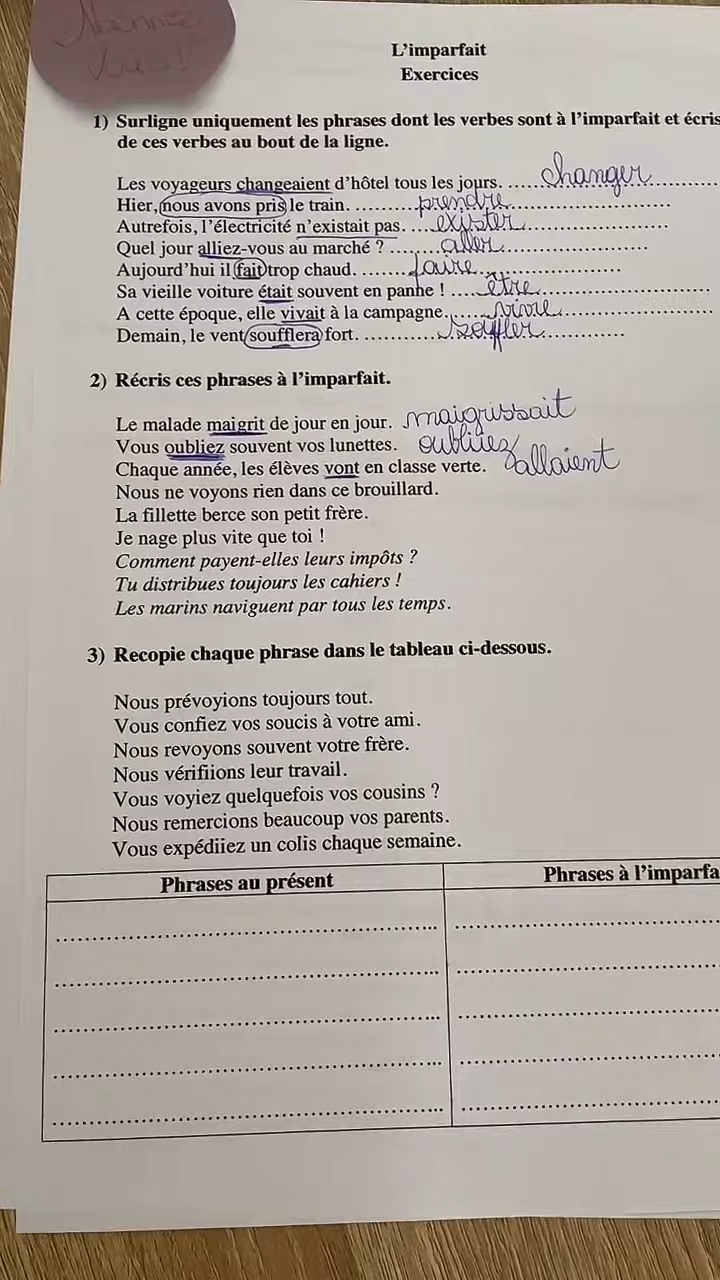 Abonnez
Vous !
L'imparfait
Exercices
1) Surligne uniquement les phrases dont les verbes sont à l'imparfait et écris
de ces verbes au bout de la ligne.
Les voyageurs changeaient d'hôtel tous les jours. ...... changer
Hier, nous avons pris le train. ........... prendre
Autrefois, l'électricité n'existait pas. .... exister
Quel jour alliez-vous au marché ? ........ aller
Aujourd'hui il fait trop chaud. ........ faire
Sa vieille voiture était souvent en panne ! .... être
A cette époque, elle vivait à la campagne. ...... vivre
Demain, le vent soufflera fort. ............... souffler
2) Récris ces phrases à l'imparfait.
Le malade maigrit de jour en jour. maigrissait
Vous oubliez souvent vos lunettes. oubliiez
Chaque année, les élèves vont en classe verte. allaient
Nous ne voyons rien dans ce brouillard.
La fillette berce son petit frère.
Je nage plus vite que toi !
Comment payent-elles leurs impôts ?
Tu distribues toujours les cahiers !
Les marins naviguent par tous les temps.
3) Recopie chaque phrase dans le tableau ci-dessous.
Nous prévoyions toujours tout.
Vous confiez vos soucis à votre ami.
Nous revoyons souvent votre frère.
Nous vérifiions leur travail.
Vous voyiez quelquefois vos cousins ?
Nous remercions beaucoup vos parents.
Vous expédiiez un colis chaque semaine.
Phrases au présent Phrases à l'imparfa